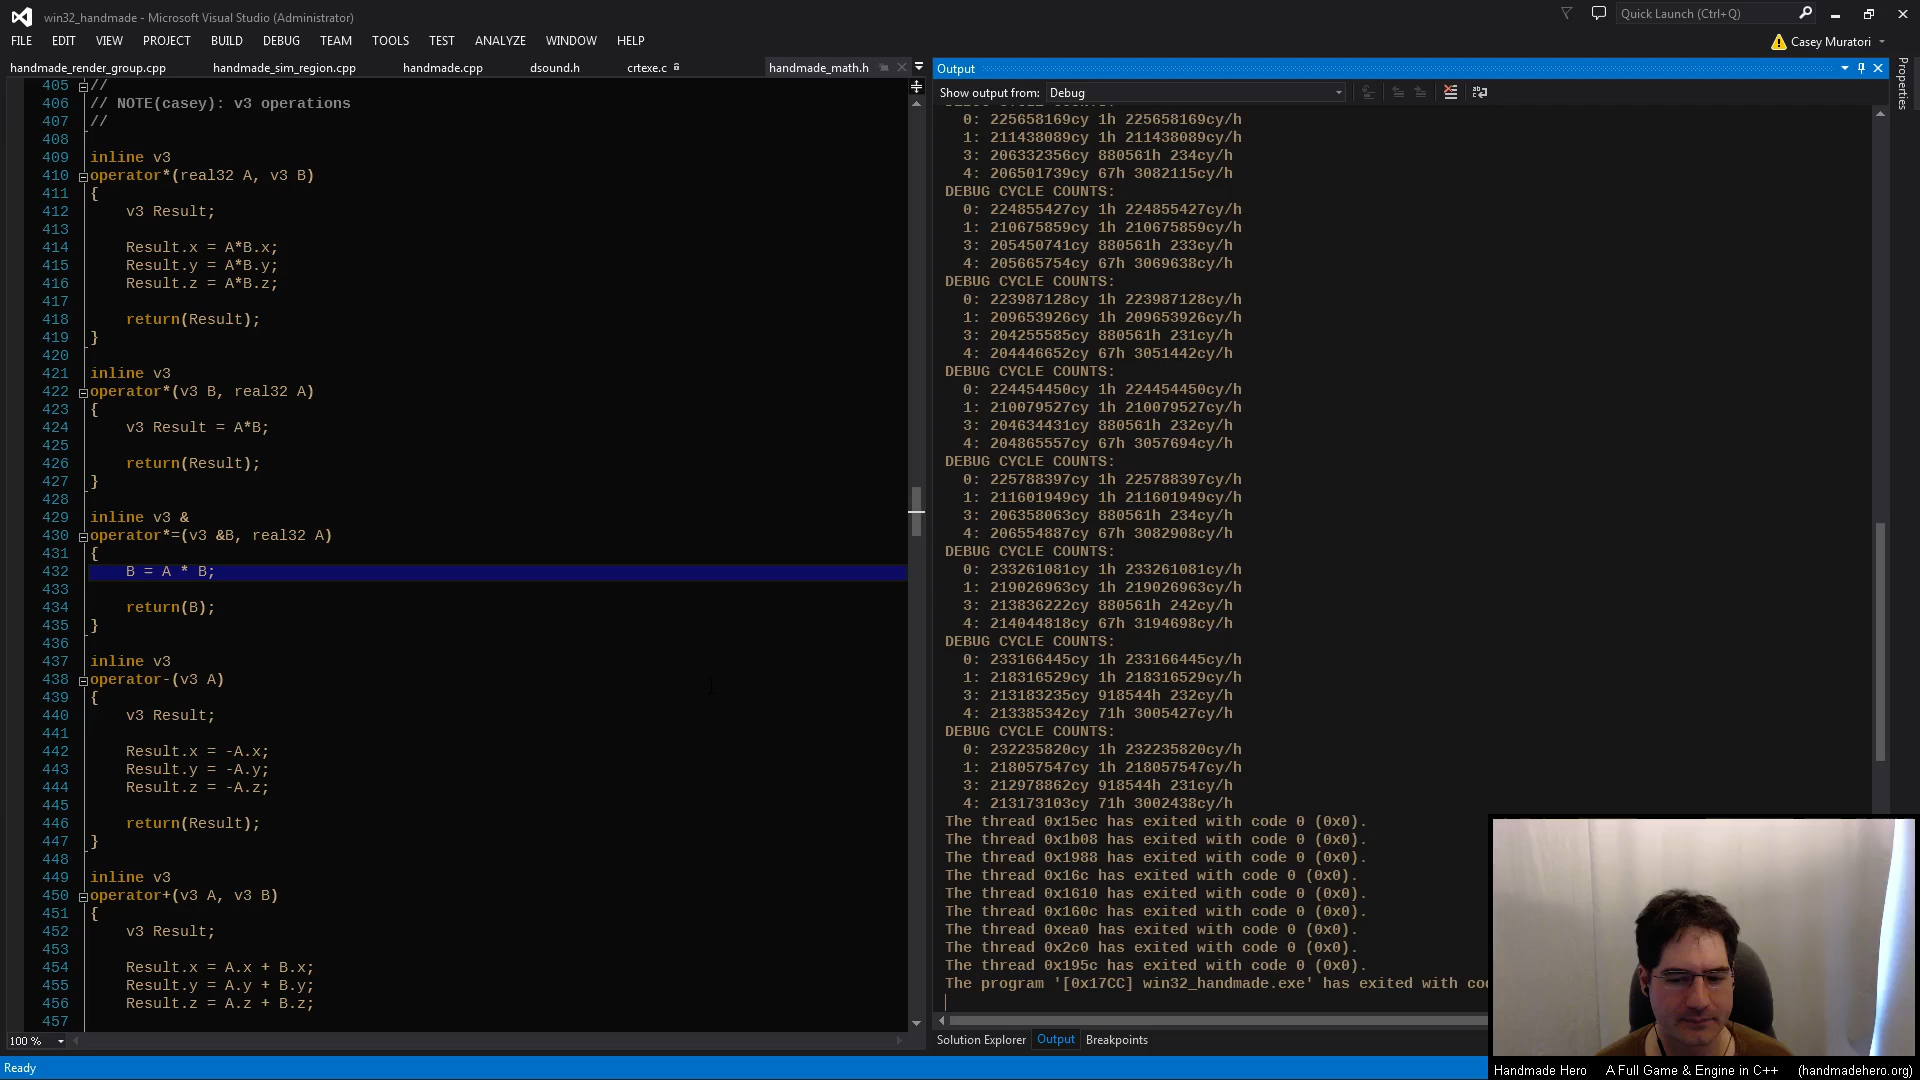 win32_handmade - Microsoft Visual Studio (Administrator)
Quick Launch (Ctrl+Q)
FILE EDIT VIEW PROJECT BUILD DEBUG TEAM TOOLS TEST ANALYZE WINDOW HELP
Casey Muratori
handmade_render_group.cpp handmade_sim_region.cpp handmade.cpp dsound.h crtexe.c handmade_math.h
405 //
406 // NOTE(casey): v3 operations
407 //
408
409 inline v3
410 operator*(real32 A, v3 B)
411 {
412 v3 Result;
413
414 Result.x = A*B.x;
415 Result.y = A*B.y;
416 Result.z = A*B.z;
417
418 return(Result);
419 }
420
421 inline v3
422 operator*(v3 B, real32 A)
423 {
424 v3 Result = A*B;
425
426 return(Result);
427 }
428
429 inline v3 &
430 operator*=(v3 &B, real32 A)
431 {
432 B = A * B;
433
434 return(B);
435 }
436
437 inline v3
438 operator-(v3 A)
439 {
440 v3 Result;
441
442 Result.x = -A.x;
443 Result.y = -A.y;
444 Result.z = -A.z;
445
446 return(Result);
447 }
448
449 inline v3
450 operator+(v3 A, v3 B)
451 {
452 v3 Result;
453
454 Result.x = A.x + B.x;
455 Result.y = A.y + B.y;
456 Result.z = A.z + B.z;
457
100 %
Output
Show output from: Debug
DEBUG CYCLE COUNTS:
0: 225658169cy 1h 225658169cy/h
1: 211438089cy 1h 211438089cy/h
3: 206332356cy 880561h 234cy/h
4: 206501739cy 67h 3082115cy/h
DEBUG CYCLE COUNTS:
0: 224855427cy 1h 224855427cy/h
1: 210675859cy 1h 210675859cy/h
3: 205450741cy 880561h 233cy/h
4: 205665754cy 67h 3069638cy/h
DEBUG CYCLE COUNTS:
0: 223987128cy 1h 223987128cy/h
1: 209653926cy 1h 209653926cy/h
3: 204255585cy 880561h 231cy/h
4: 204446652cy 67h 3051442cy/h
DEBUG CYCLE COUNTS:
0: 224454450cy 1h 224454450cy/h
1: 210079527cy 1h 210079527cy/h
3: 204634431cy 880561h 232cy/h
4: 204865557cy 67h 3057694cy/h
DEBUG CYCLE COUNTS:
0: 225788397cy 1h 225788397cy/h
1: 211601949cy 1h 211601949cy/h
3: 206358063cy 880561h 234cy/h
4: 206554887cy 67h 3082908cy/h
DEBUG CYCLE COUNTS:
0: 233261081cy 1h 233261081cy/h
1: 219026963cy 1h 219026963cy/h
3: 213836222cy 880561h 242cy/h
4: 214044818cy 67h 3194698cy/h
DEBUG CYCLE COUNTS:
0: 233166445cy 1h 233166445cy/h
1: 218316529cy 1h 218316529cy/h
3: 213183235cy 918544h 232cy/h
4: 213385342cy 71h 3005427cy/h
DEBUG CYCLE COUNTS:
0: 232235820cy 1h 232235820cy/h
1: 218057547cy 1h 218057547cy/h
3: 212978862cy 918544h 231cy/h
4: 213173103cy 71h 3002438cy/h
The thread 0x15ec has exited with code 0 (0x0).
The thread 0x1b08 has exited with code 0 (0x0).
The thread 0x1988 has exited with code 0 (0x0).
The thread 0x16c has exited with code 0 (0x0).
The thread 0x1610 has exited with code 0 (0x0).
The thread 0x160c has exited with code 0 (0x0).
The thread 0xea0 has exited with code 0 (0x0).
The thread 0x2c0 has exited with code 0 (0x0).
The thread 0x195c has exited with code 0 (0x0).
The program '[0x17CC] win32_handmade.exe' has exited with cod
Solution Explorer Output Breakpoints
Properties
Ready
Handmade Hero A Full Game & Engine in C++ (handmadehero.org)